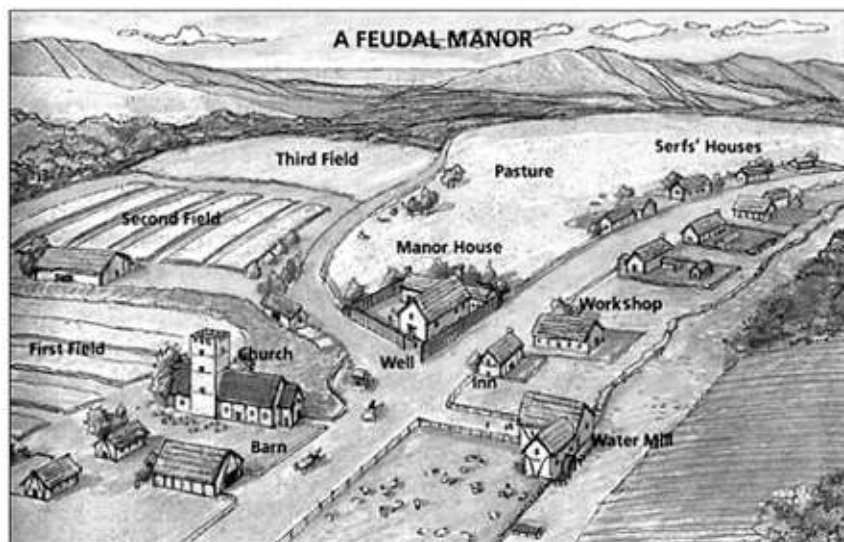 A FEUDAL MANOR
Third Field
Serfs' Houses
Pasture
Second Field
Manor House
Workshop
First Field
Church
Well
Inn
Barn
Water Mill